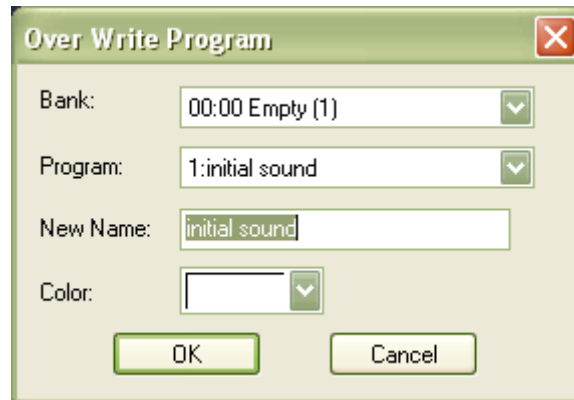 Over Write Program
Bank: 00:00 Empty (1)
Program: 1:initial sound
New Name: initial sound
Color:
OK Cancel